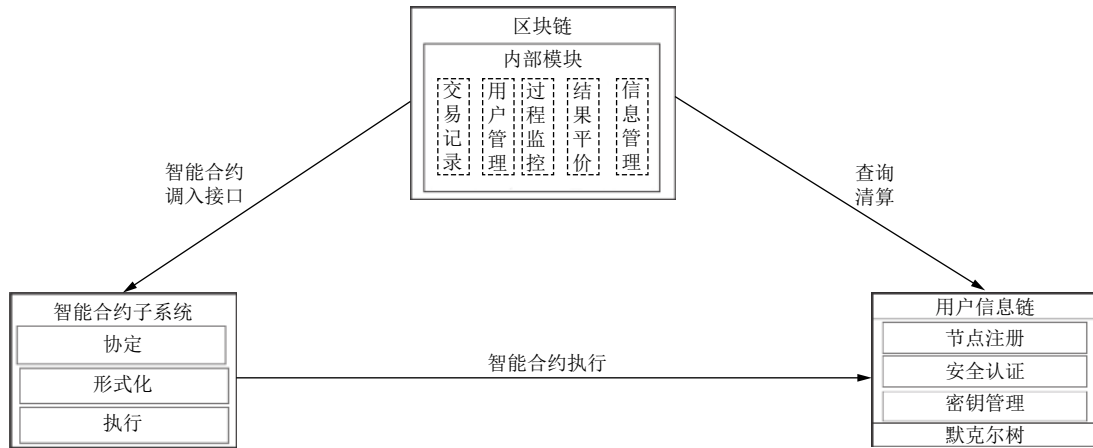 区块链
内部模块
交易记录
用户管理
过程监控
结果平价
信息管理
智能合约
调入接口
查询
清算
智能合约子系统
协定
形式化
执行
智能合约执行
用户信息链
节点注册
安全认证
密钥管理
默克尔树